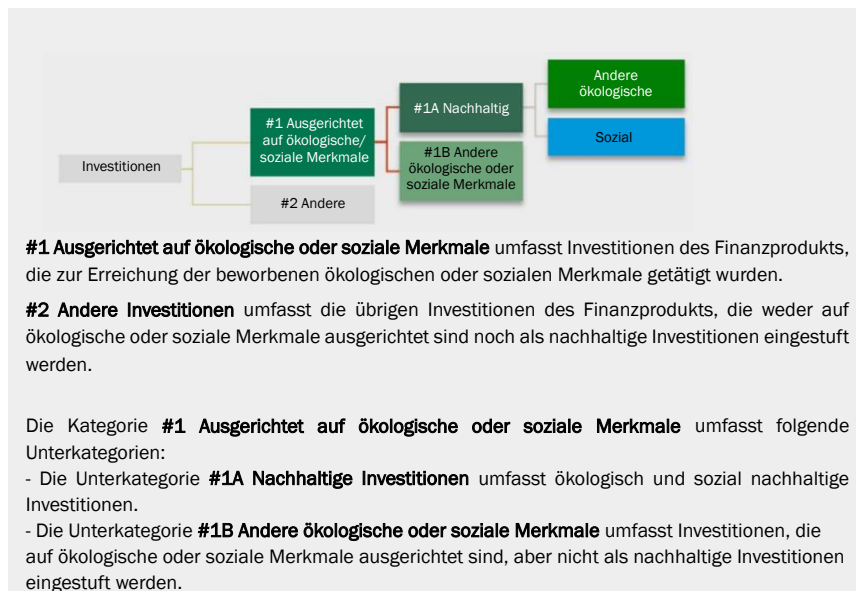 Andere
ökologische
#1A Nachhaltig
#1 Ausgerichtet
auf ökologische/
soziale Merkmale
Sozial
#1B Andere
ökologische oder
soziale Merkmale
Investitionen
#2 Andere
#1 Ausgerichtet auf ökologische oder soziale Merkmale umfasst Investitionen des Finanzprodukts,
die zur Erreichung der beworbenen ökologischen oder sozialen Merkmale getätigt wurden.
#2 Andere Investitionen umfasst die übrigen Investitionen des Finanzprodukts, die weder auf
ökologische oder soziale Merkmale ausgerichtet sind noch als nachhaltige Investitionen eingestuft
werden.
Die Kategorie #1 Ausgerichtet auf ökologische oder soziale Merkmale umfasst folgende
Unterkategorien:
- Die Unterkategorie #1A Nachhaltige Investitionen umfasst ökologisch und sozial nachhaltige
Investitionen.
- Die Unterkategorie #1B Andere ökologische oder soziale Merkmale umfasst Investitionen, die
auf ökologische oder soziale Merkmale ausgerichtet sind, aber nicht als nachhaltige Investitionen
eingestuft werden.